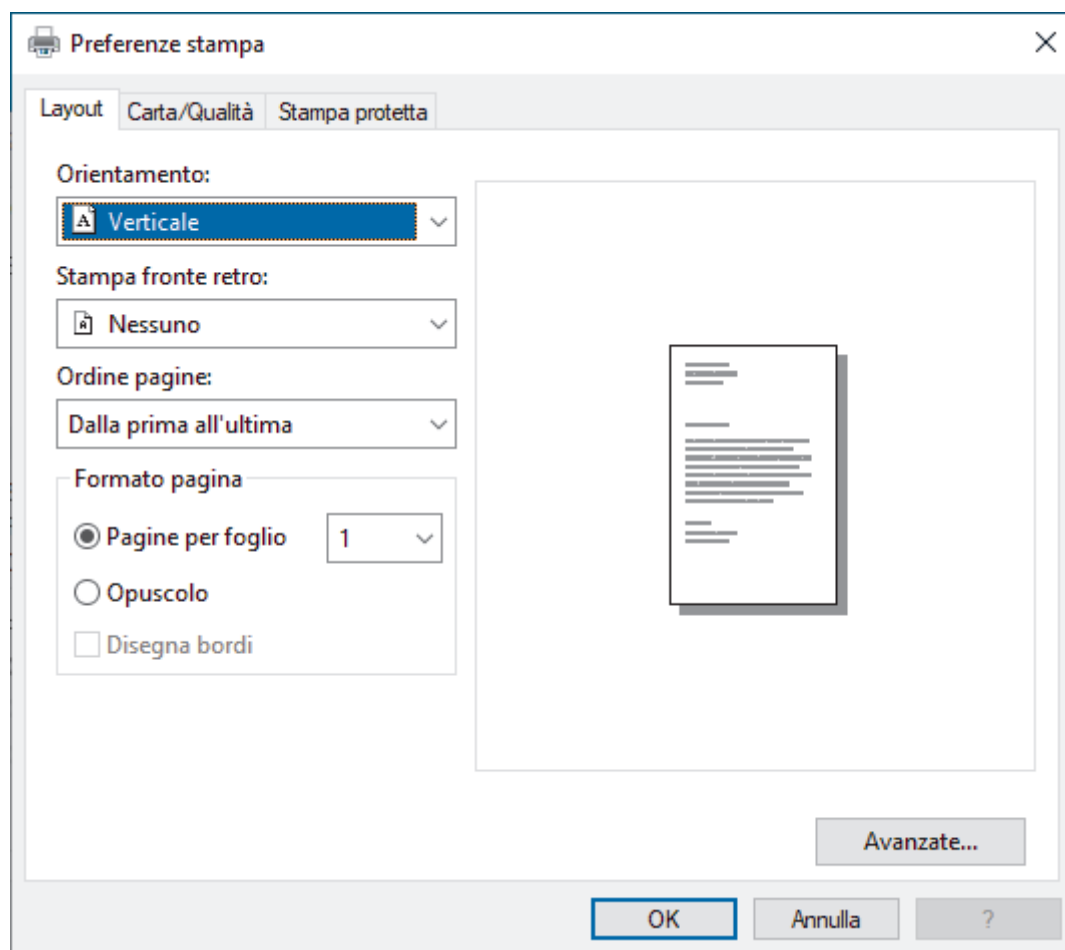 Preferenze stampa
Layout Carta/Qualità Stampa protetta
Orientamento:
A Verticale
Stampa fronte retro:
Nessuno
Ordine pagine:
Dalla prima all'ultima
Formato pagina
Pagine per foglio 1
Opuscolo
Disegna bordi
Avanzate...
OK Annulla ?